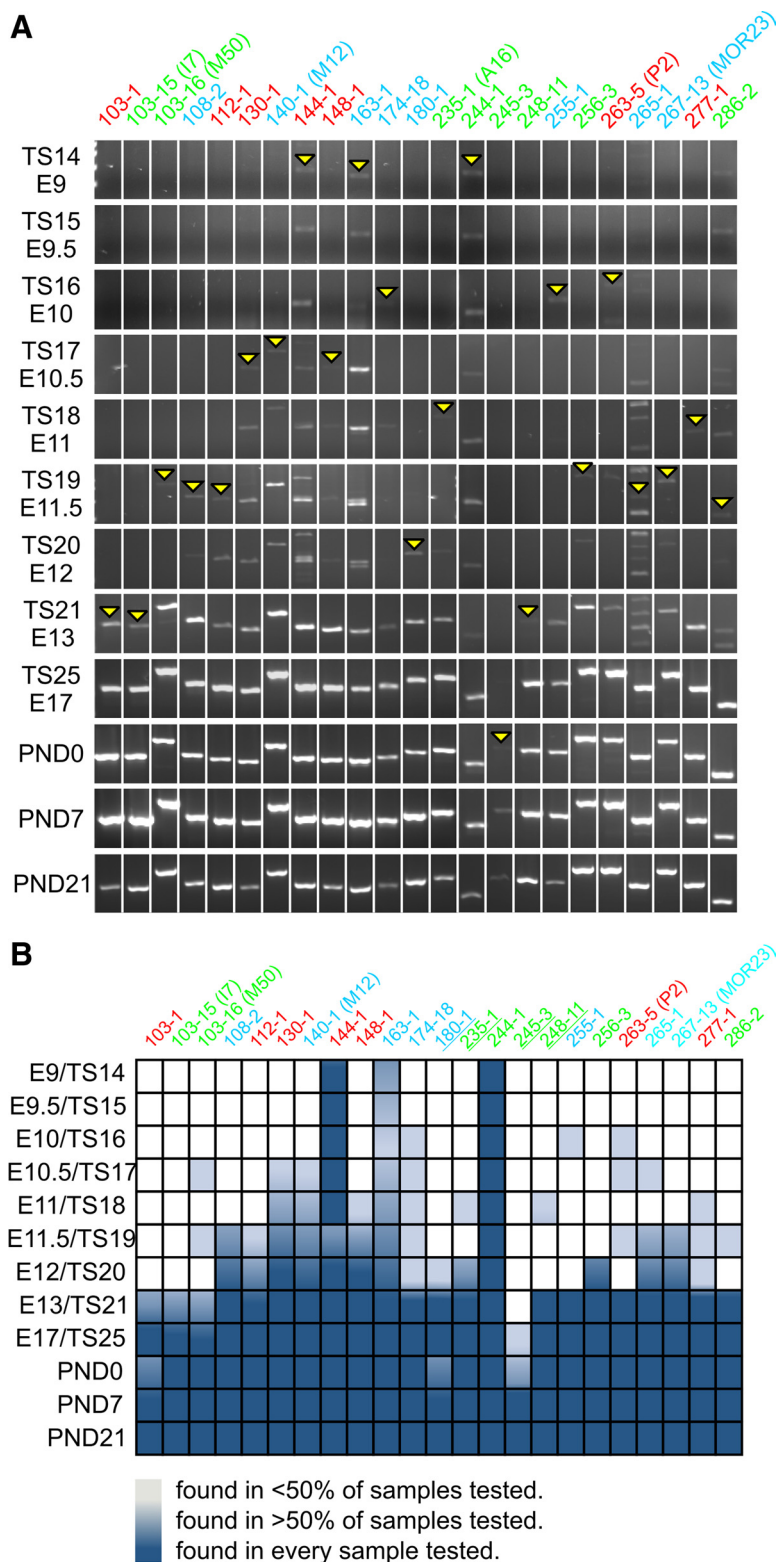 A
103-1
103-15 (I7)
103-16 (M50)
108-2
112-1
130-1
140-1 (M12)
144-1
148-1
163-1
174-18
180-1
235-1 (A16)
244-1
245-3
248-11
255-1
256-3
263-5 (P2)
265-1
267-13 (MOR23)
277-1
286-2
TS14
E9
TS15
E9.5
TS16
E10
TS17
E10.5
TS18
E11
TS19
E11.5
TS20
E12
TS21
E13
TS25
E17
PND0
PND7
PND21
B
103-1
103-15 (I7)
103-16 (M50)
108-2
112-1
130-1
140-1 (M12)
144-1
148-1
163-1
174-18
180-1
235-1
244-1
245-3
248-11
255-1
256-3
263-5 (P2)
265-1
267-13 (MOR23)
277-1
286-2
E9/TS14
E9.5/TS15
E10/TS16
E10.5/TS17
E11/TS18
E11.5/TS19
E12/TS20
E13/TS21
E17/TS25
PND0
PND7
PND21
found in <50% of samples tested.
found in >50% of samples tested.
found in every sample tested.